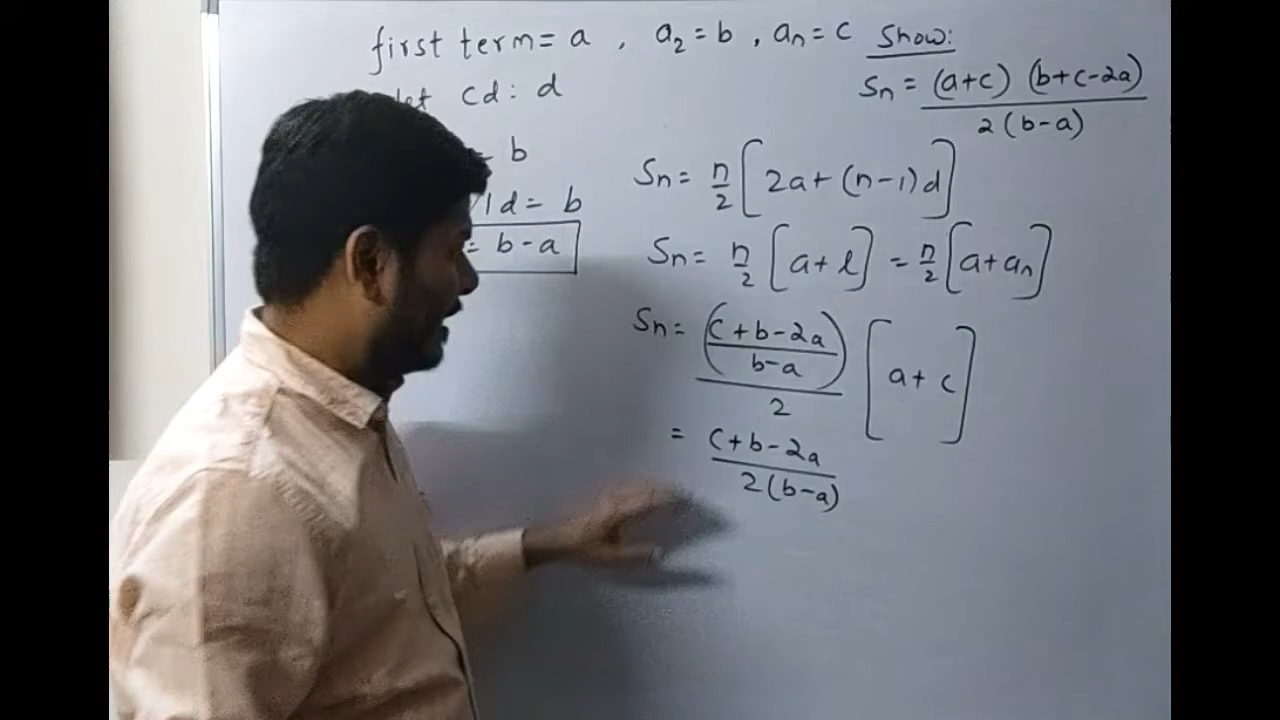 first term = a , a₂ = b , aₙ = c Show:
Sₙ = (a+c) (b+c-2a) / 2(b-a)
cd : d
= b
1d = b
= b-a
Sₙ = n/2 [2a + (n-1)d]
Sₙ = n/2 [a + l] = n/2 [a + aₙ]
Sₙ = ((c+b-2a)/(b-a))/2 [a + c]
= c+b-2a / 2(b-a)